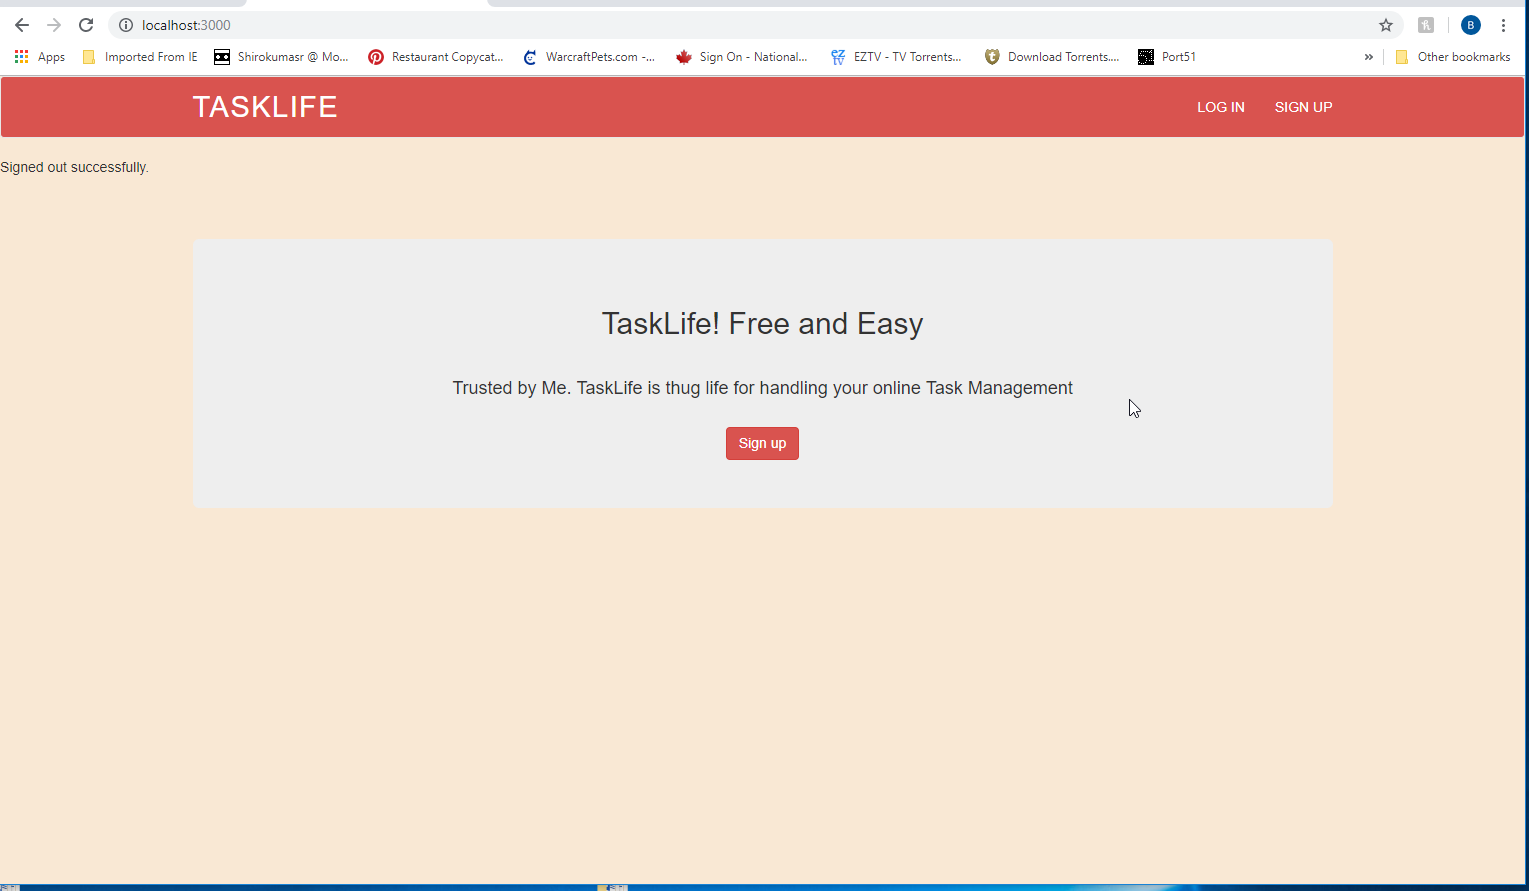 localhost:3000
B
Apps Imported From IE Shirokumasr @ Mo... Restaurant Copycat... WarcraftPets.com -... Sign On - National... EZTV - TV Torrents... Download Torrents.... Port51 » Other bookmarks
TASKLIFE LOG IN SIGN UP
Signed out successfully.
TaskLife! Free and Easy
Trusted by Me. TaskLife is thug life for handling your online Task Management
Sign up